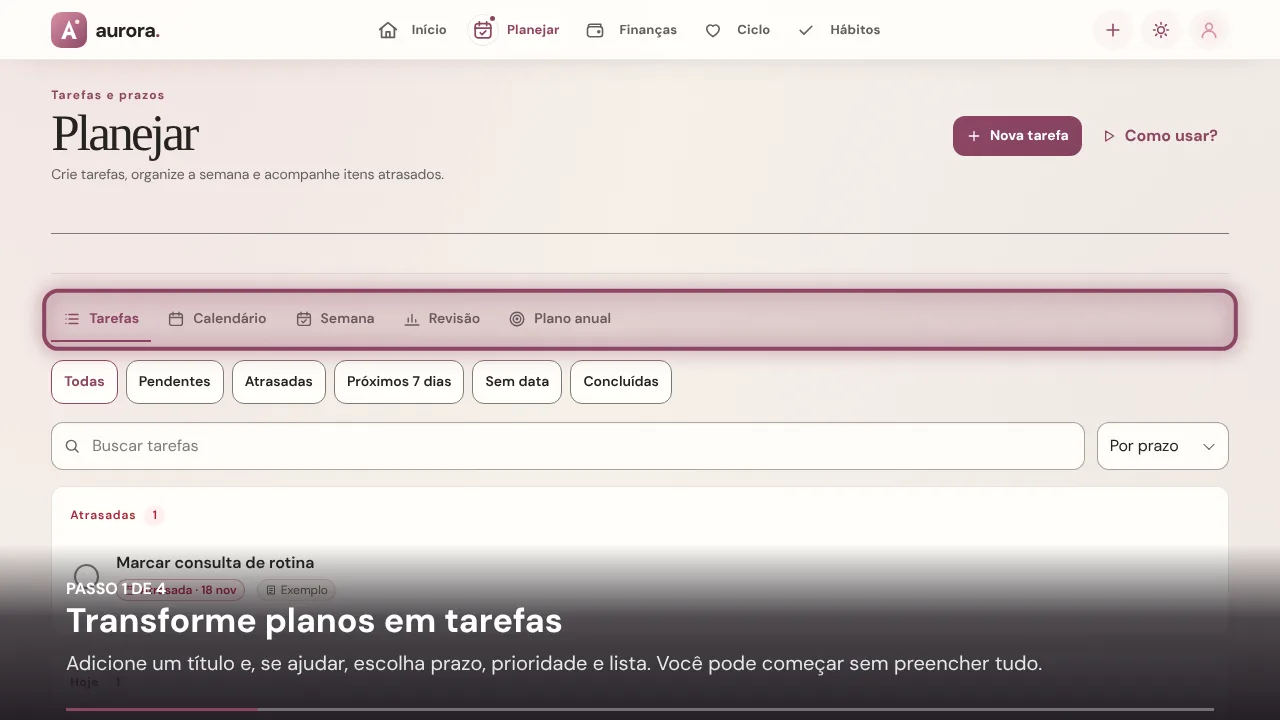 A
aurora.
Início
Planejar
Finanças
Ciclo
Hábitos
Tarefas e prazos
Planejar
Crie tarefas, organize a semana e acompanhe itens atrasados.
Nova tarefa
Como usar?
Tarefas
Calendário
Semana
Revisão
Plano anual
Todas
Pendentes
Atrasadas
Próximos 7 dias
Sem data
Concluídas
Buscar tarefas
Por prazo
Atrasadas 1
Marcar consulta de rotina
Atrasada · 18 nov
Exemplo
PASSO 1 DE 4
Transforme planos em tarefas
Adicione um título e, se ajudar, escolha prazo, prioridade e lista. Você pode começar sem preencher tudo.
Hoje 1